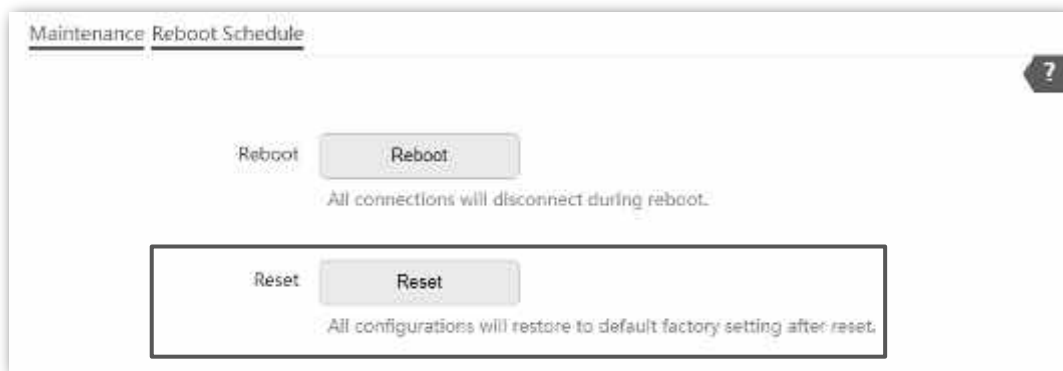 Maintenance Reboot Schedule
?
Reboot Reboot
All connections will disconnect during reboot.
Reset Reset
All configurations will restore to default factory setting after reset.